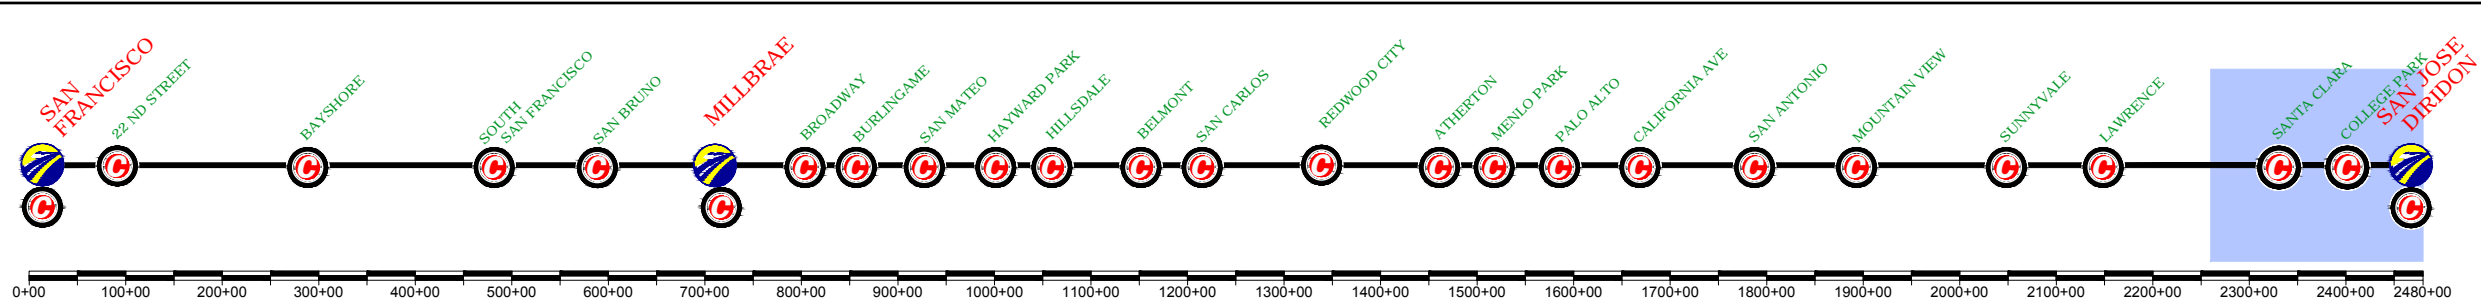 SAN
FRANCISCO
22 ND STREET
BAYSHORE
SOUTH
SAN FRANCISCO
SAN BRUNO
MILLBRAE
BROADWAY
BURLINGAME
SAN MATEO
HAYWARD PARK
HILLSDALE
BELMONT
SAN CARLOS
REDWOOD CITY
ATHERTON
MENLO PARK
PALO ALTO
CALIFORNIA AVE
SAN ANTONIO
MOUNTAIN VIEW
SUNNYVALE
LAWRENCE
SANTA CLARA
COLLEGE PARK
SAN JOSE
DIRIDON
C C C C C C C C C C C C C C C C C C C C C
C C C
0+00 100+00 200+00 300+00 400+00 500+00 600+00 700+00 800+00 900+00 1000+00 1100+00 1200+00 1300+00 1400+00 1500+00 1600+00 1700+00 1800+00 1900+00 2000+00 2100+00 2200+00 2300+00 2400+00 2480+00